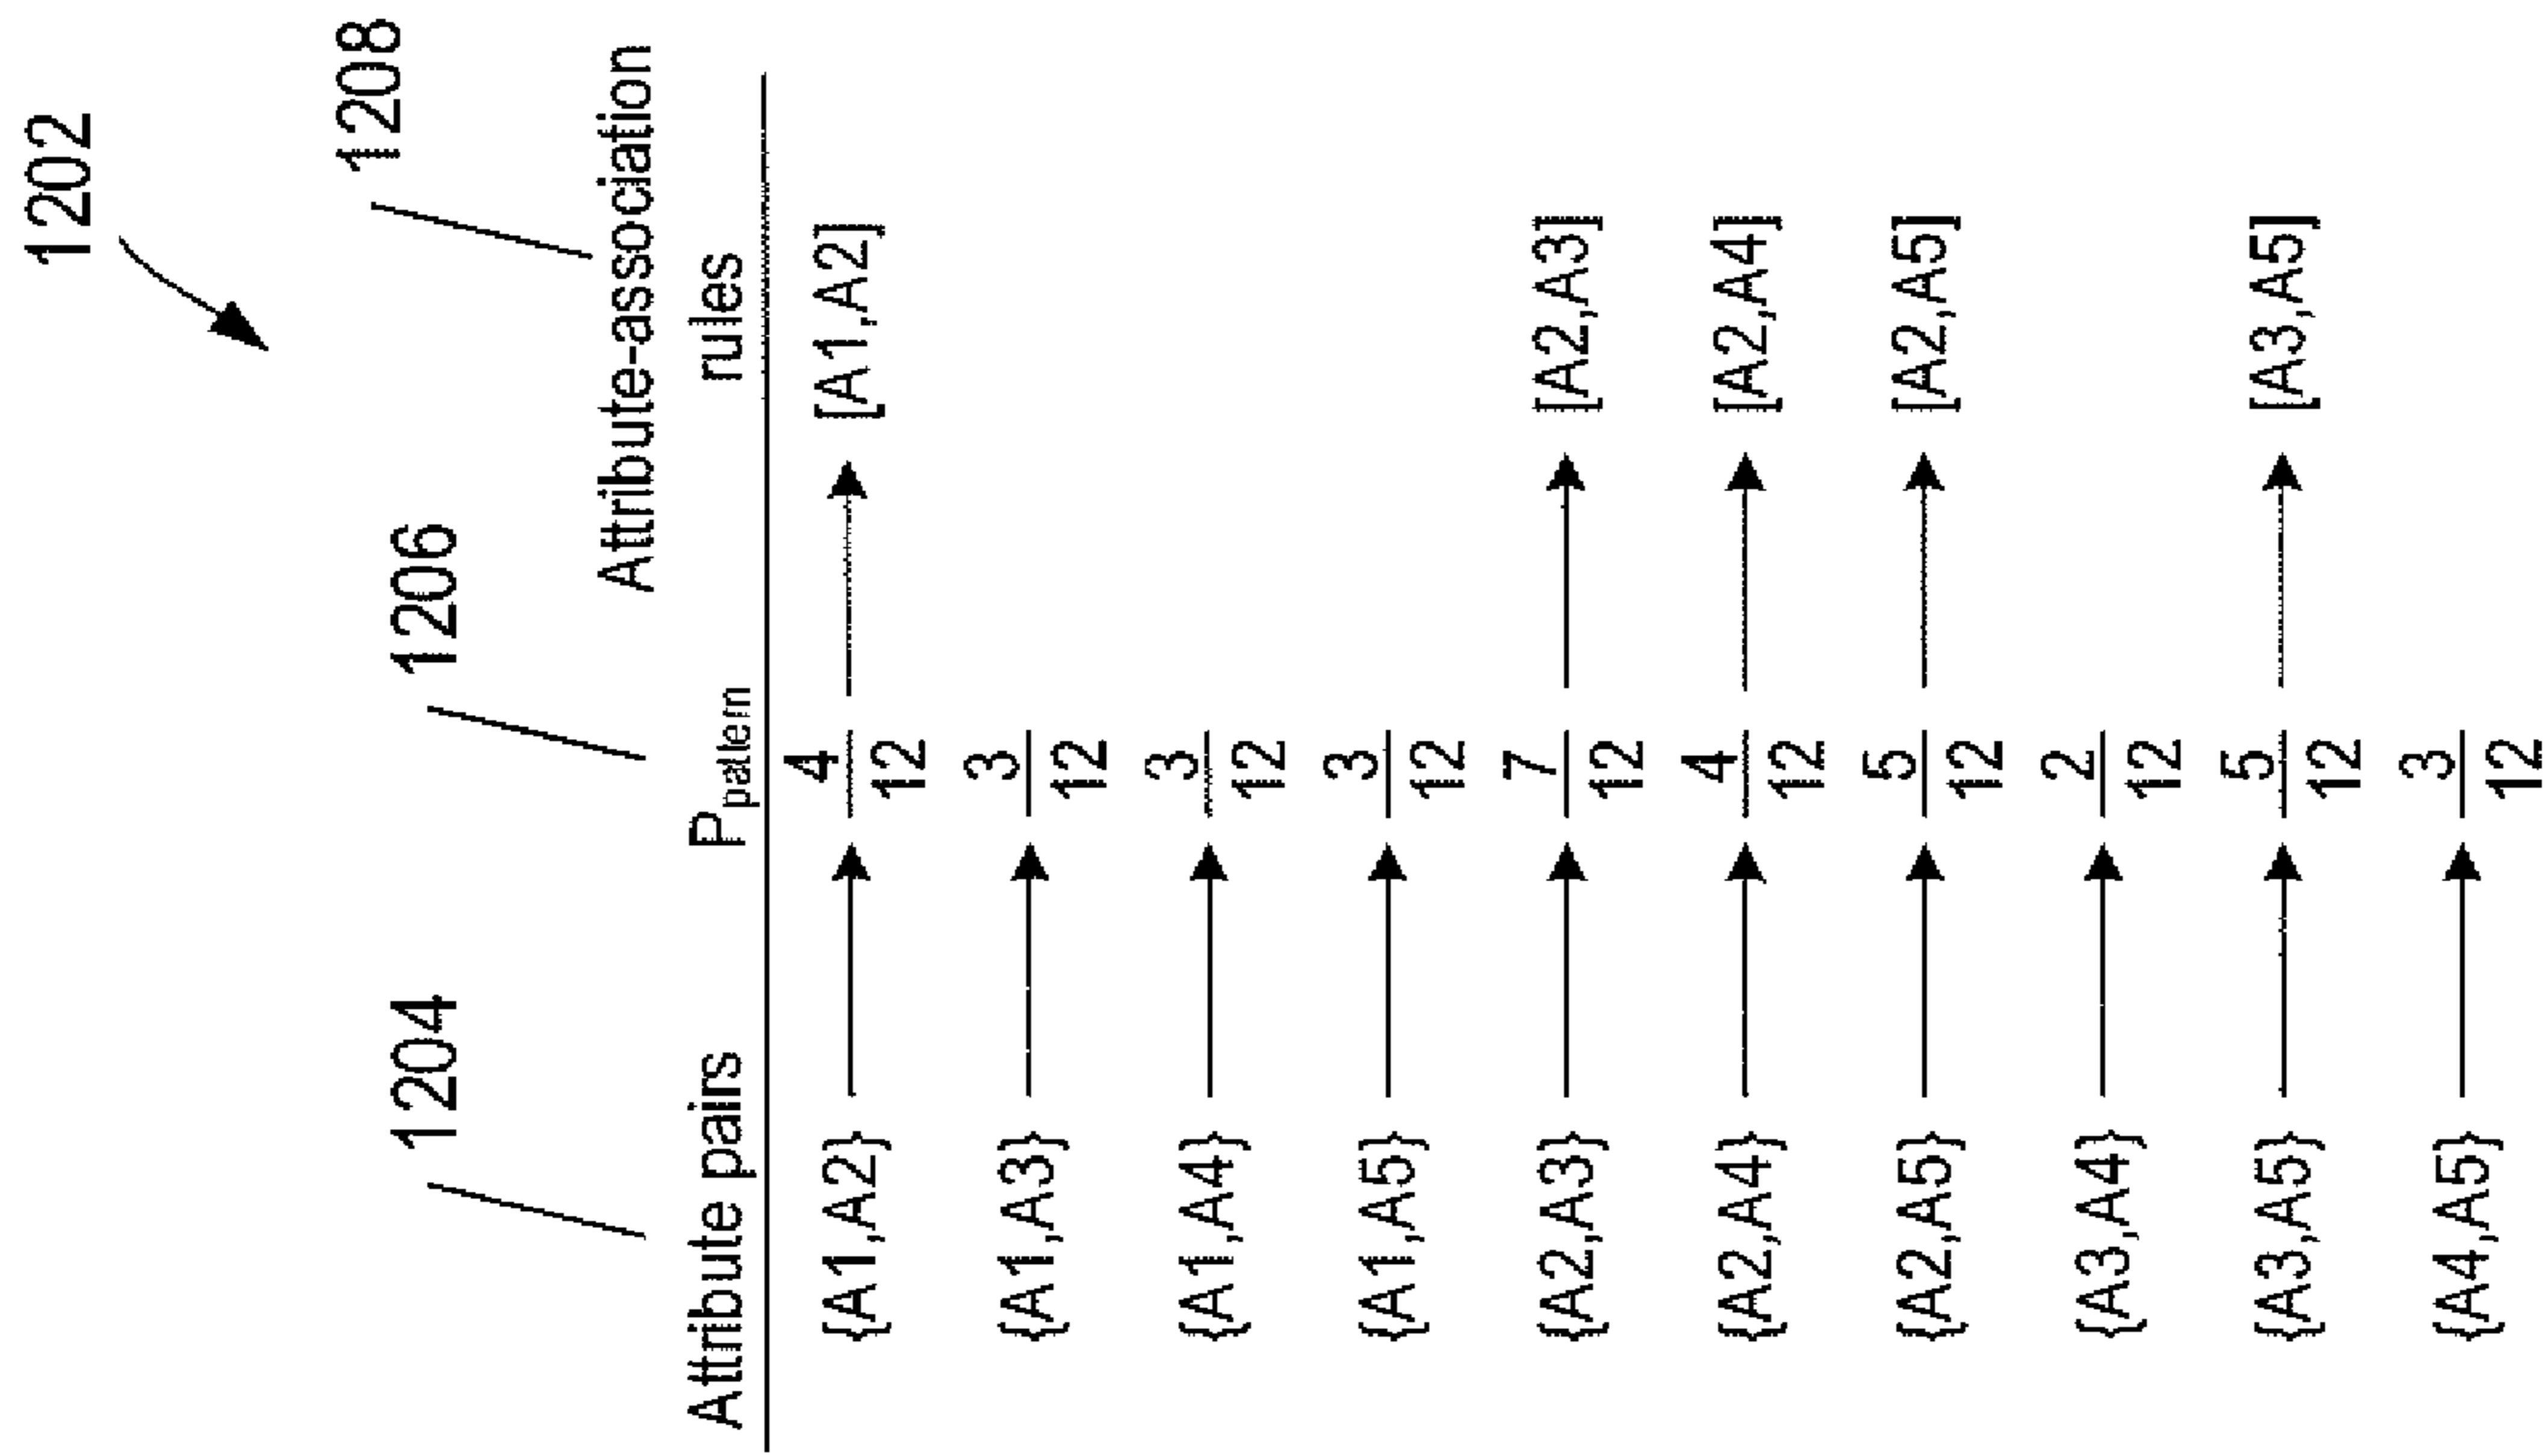 1202
1204
1206
1208
Attribute pairs
P_pattern
Attribute-association
rules
{A1,A2} 4/12 [A1,A2]
{A1,A3} 3/12
{A1,A4} 3/12
{A1,A5} 3/12
{A2,A3} 7/12 [A2,A3]
{A2,A4} 4/12 [A2,A4]
{A2,A5} 5/12 [A2,A5]
{A3,A4} 2/12
{A3,A5} 5/12 [A3,A5]
{A4,A5} 3/12